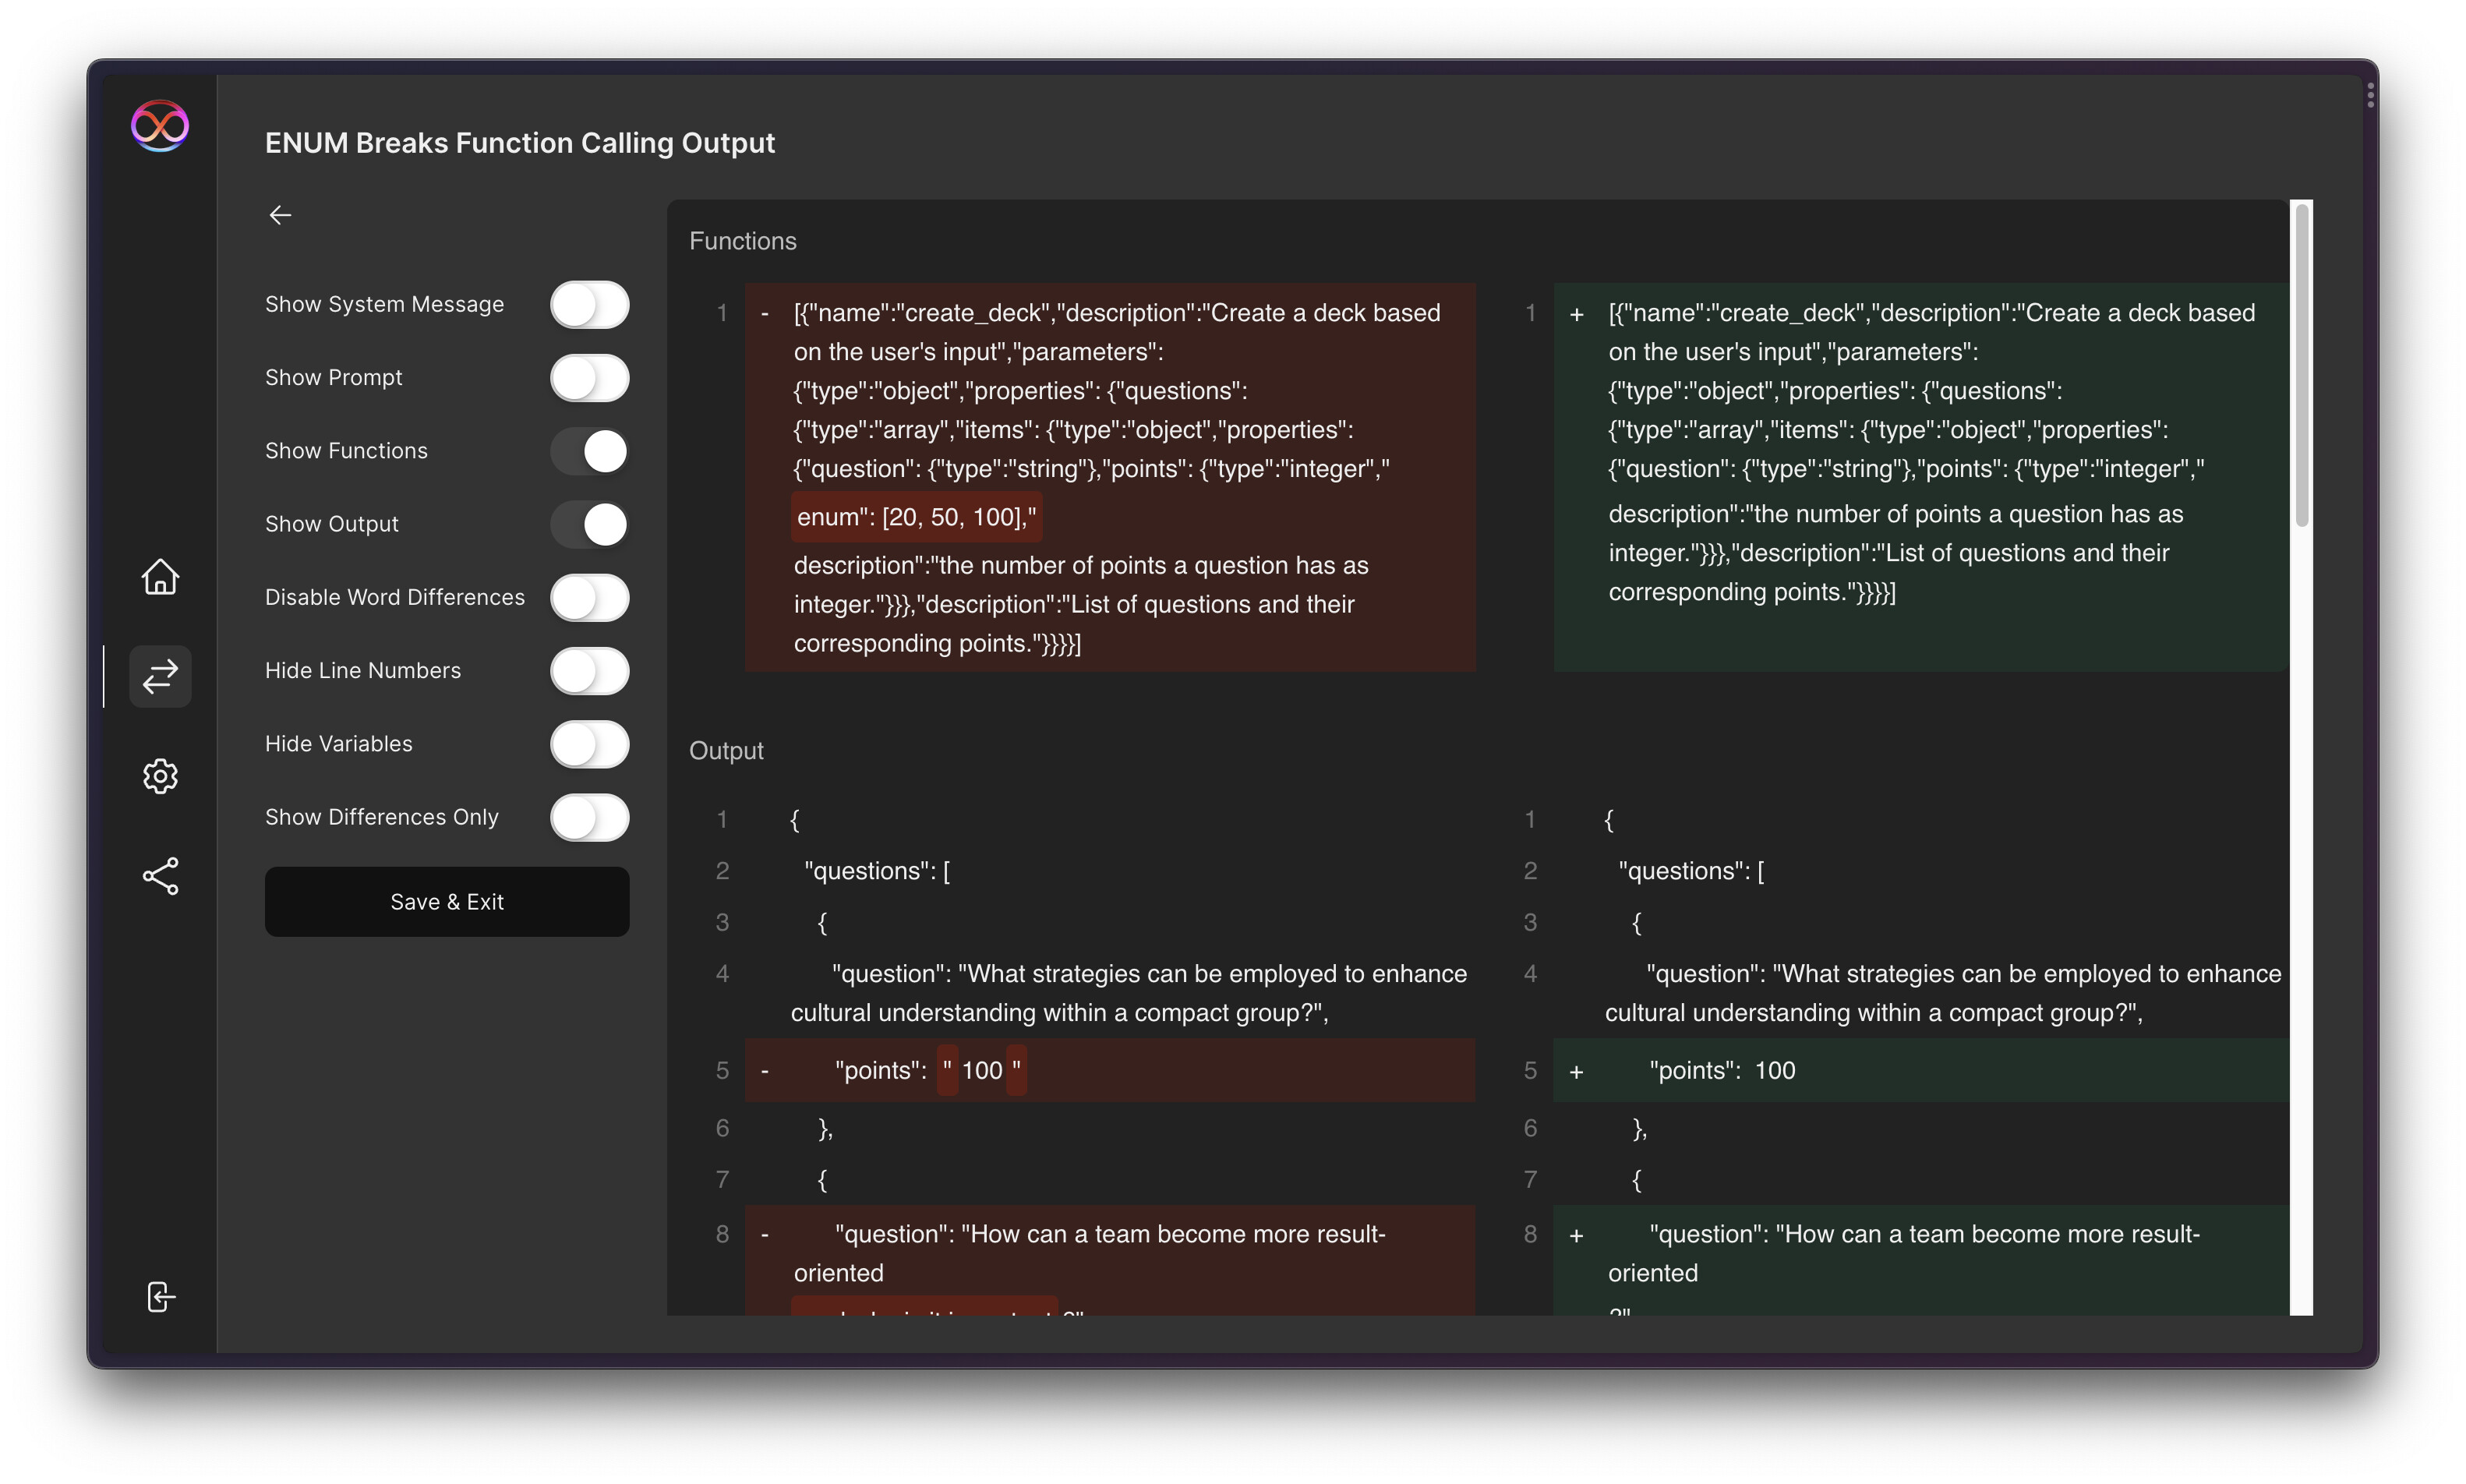 ENUM Breaks Function Calling Output
Show System Message
Show Prompt
Show Functions
Show Output
Disable Word Differences
Hide Line Numbers
Hide Variables
Show Differences Only
Save & Exit
Functions
1 - [{"name":"create_deck","description":"Create a deck based
on the user's input","parameters":
{"type":"object","properties": {"questions":
{"type":"array","items": {"type":"object","properties":
{"question": {"type":"string"},"points": {"type":"integer","
enum": [20, 50, 100],"
description":"the number of points a question has as
integer."}}},"description":"List of questions and their
corresponding points."}}}}]
1 + [{"name":"create_deck","description":"Create a deck based
on the user's input","parameters":
{"type":"object","properties": {"questions":
{"type":"array","items": {"type":"object","properties":
{"question": {"type":"string"},"points": {"type":"integer","
description":"the number of points a question has as
integer."}}},"description":"List of questions and their
corresponding points."}}}}]
Output
1 {
2 "questions": [
3 {
4 "question": "What strategies can be employed to enhance
cultural understanding within a compact group?",
5 - "points": "100"
6 },
7 {
8 - "question": "How can a team become more result-
oriented
?"
1 {
2 "questions": [
3 {
4 "question": "What strategies can be employed to enhance
cultural understanding within a compact group?",
5 + "points": 100
6 },
7 {
8 + "question": "How can a team become more result-
oriented
?"